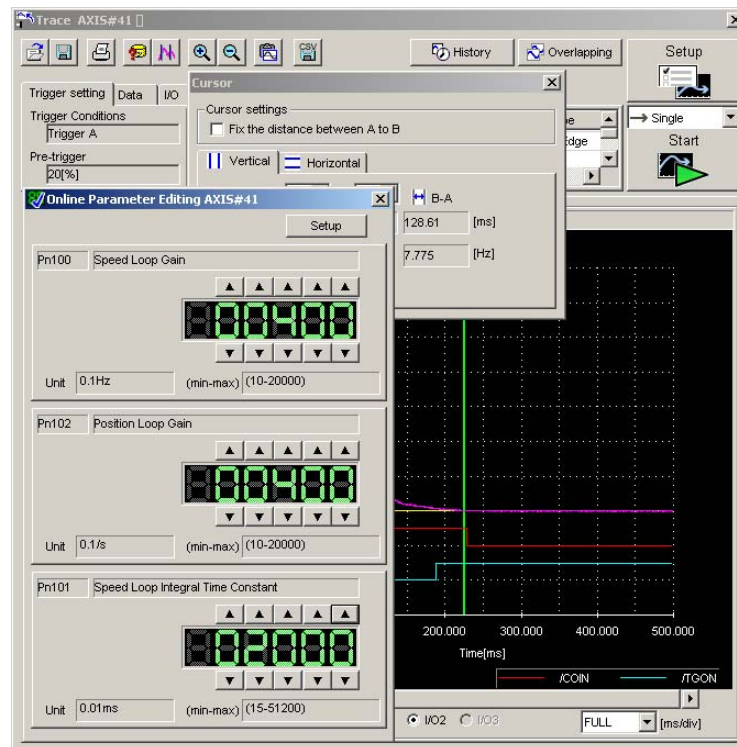 Trace AXIS#41 []
CSV
History
Overlapping
Setup
Trigger setting
Data
I/O
Trigger Conditions
Trigger A
Pre-trigger
20[%]
Edge
Single
Start
Cursor
Cursor settings
Fix the distance between A to B
Vertical
Horizontal
B-A
128.61 [ms]
7.775 [Hz]
Online Parameter Editing AXIS#41
Setup
Pn100 Speed Loop Gain
00400
Unit 0.1Hz (min-max) (10-20000)
Pn102 Position Loop Gain
00400
Unit 0.1/s (min-max) (10-20000)
Pn101 Speed Loop Integral Time Constant
02000
Unit 0.01ms (min-max) (15-51200)
200.000 300.000 400.000 500.000
Time[ms]
/COIN /TGON
I/O2 I/O3 FULL [ms/div]